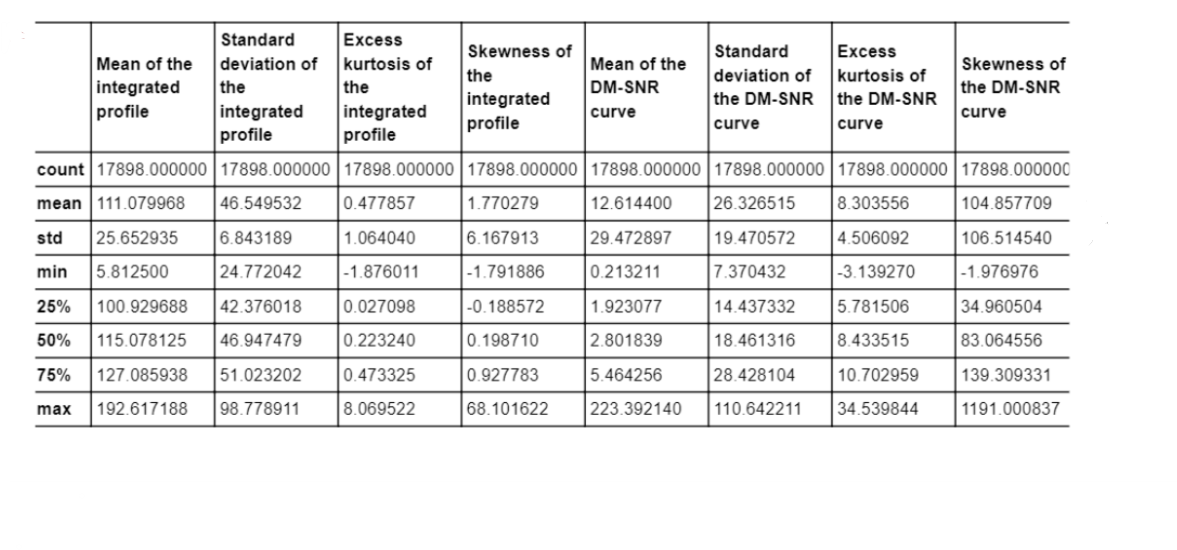 Mean of the integrated profile | Standard deviation of the integrated profile | Excess kurtosis of the integrated profile | Skewness of the integrated profile | Mean of the DM-SNR curve | Standard deviation of the DM-SNR curve | Excess kurtosis of the DM-SNR curve | Skewness of the DM-SNR curve
count 17898.000000 17898.000000 17898.000000 17898.000000 17898.000000 17898.000000 17898.000000 17898.000000
mean 111.079968 46.549532 0.477857 1.770279 12.614400 26.326515 8.303556 104.857709
std 25.652935 6.843189 1.064040 6.167913 29.472897 19.470572 4.506092 106.514540
min 5.812500 24.772042 -1.876011 -1.791886 0.213211 7.370432 -3.139270 -1.976976
25% 100.929688 42.376018 0.027098 -0.188572 1.923077 14.437332 5.781506 34.960504
50% 115.078125 46.947479 0.223240 0.198710 2.801839 18.461316 8.433515 83.064556
75% 127.085938 51.023202 0.473325 0.927783 5.464256 28.428104 10.702959 139.309331
max 192.617188 98.778911 8.069522 68.101622 223.392140 110.642211 34.539844 1191.000837